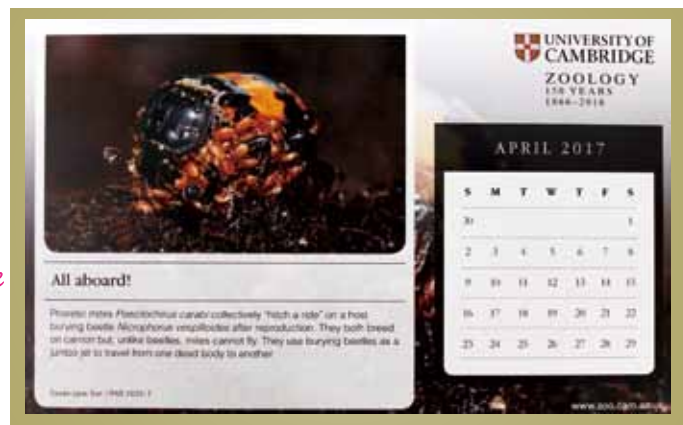 UNIVERSITY OF
CAMBRIDGE
ZOOLOGY
150 YEARS
1866–2016
APRIL 2017
S M T W T F S
30 1
2 3 4 5 6 7 8
9 10 11 12 13 14 15
16 17 18 19 20 21 22
23 24 25 26 27 28 29
All aboard!
Phoretic mites Poecilochirus carabi collectively "hitch a ride" on a host
burying beetle Nicrophorus vespilloides after reproduction. They both breed
on carrion but, unlike beetles, mites cannot fly. They use burying beetles as a
jumbo jet to travel from one dead body to another
www.zoo.cam.ac.uk